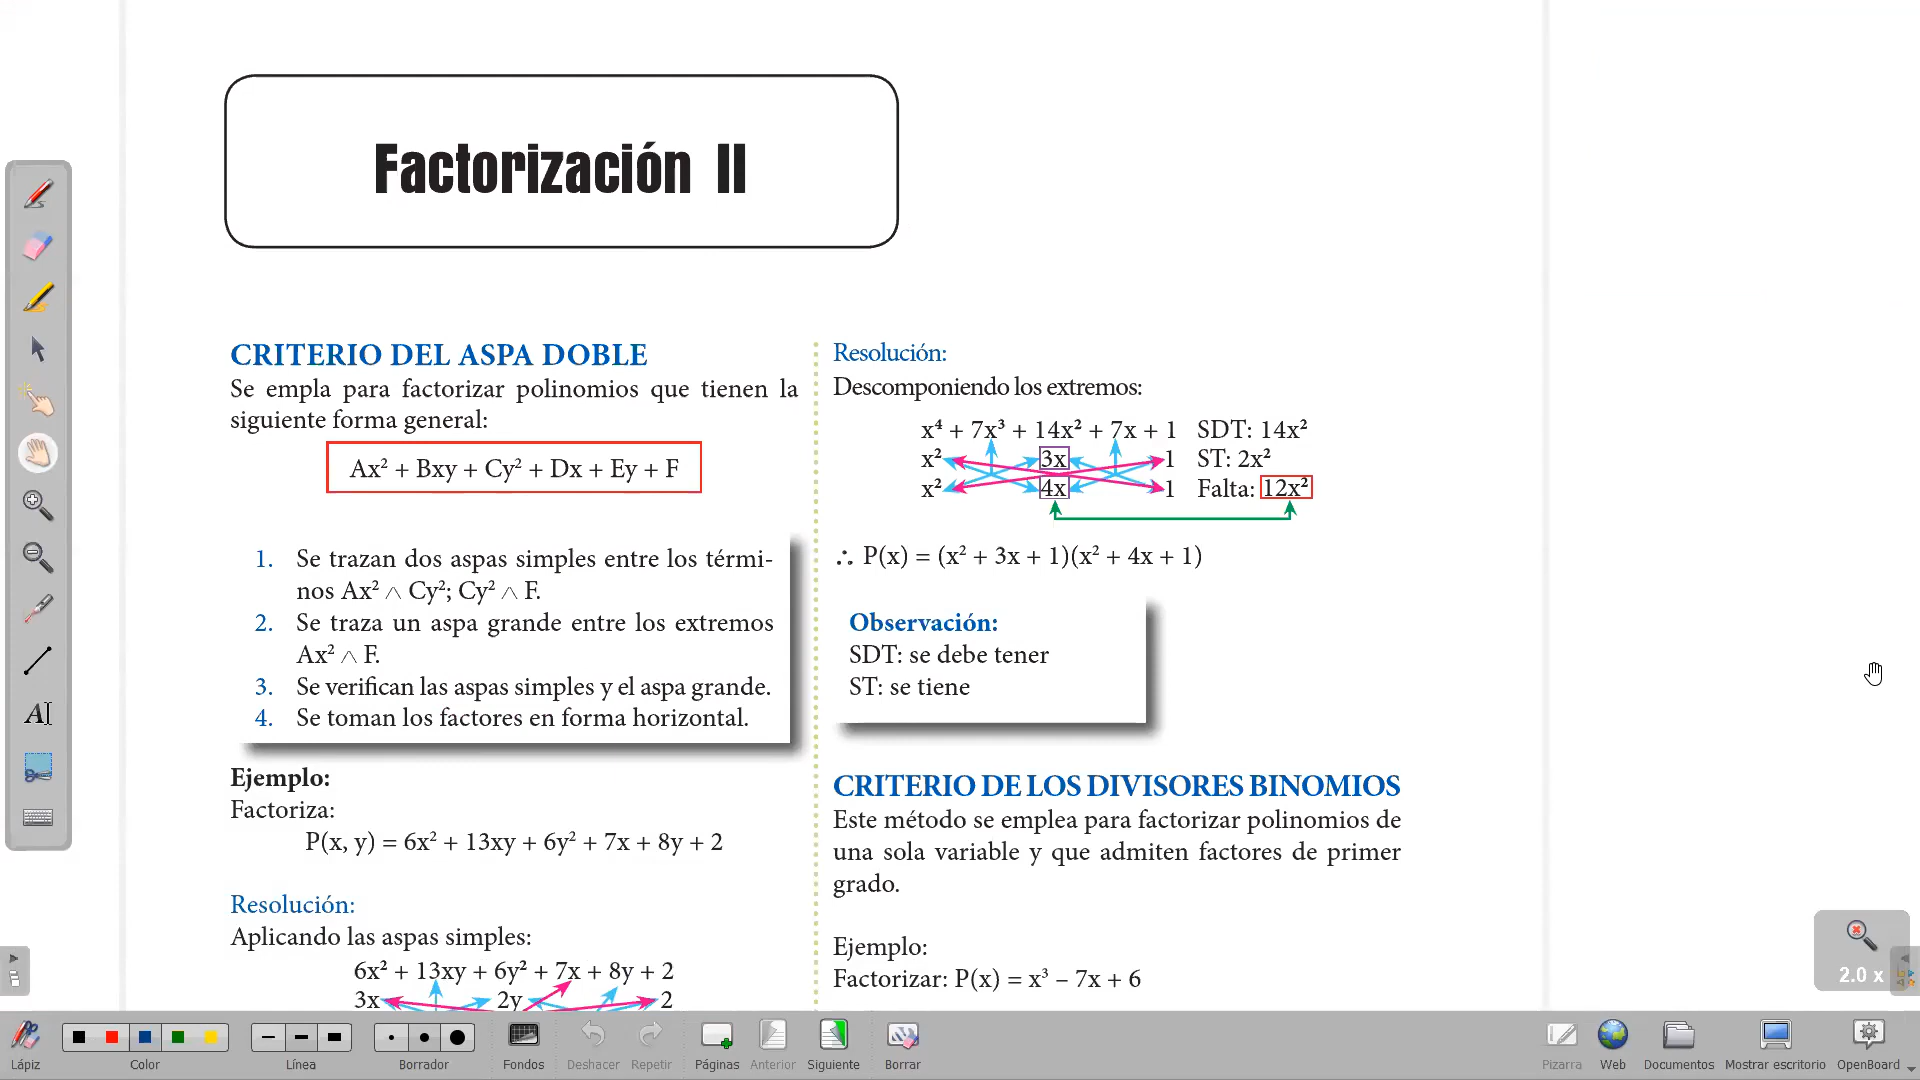 Factorización II
CRITERIO DEL ASPA DOBLE
Se empla para factorizar polinomios que tienen la
siguiente forma general:
Ax² + Bxy + Cy² + Dx + Ey + F
1. Se trazan dos aspas simples entre los térmi-
nos Ax² ∧ Cy²; Cy² ∧ F.
2. Se traza un aspa grande entre los extremos
Ax² ∧ F.
3. Se verifican las aspas simples y el aspa grande.
4. Se toman los factores en forma horizontal.
Ejemplo:
Factoriza:
P(x, y) = 6x² + 13xy + 6y² + 7x + 8y + 2
Resolución:
Aplicando las aspas simples:
6x² + 13xy + 6y² + 7x + 8y + 2
3x 2y 2
Resolución:
Descomponiendo los extremos:
x⁴ + 7x³ + 14x² + 7x + 1 SDT: 14x²
x² 3x 1 ST: 2x²
x² 4x 1 Falta: 12x²
∴ P(x) = (x² + 3x + 1)(x² + 4x + 1)
Observación:
SDT: se debe tener
ST: se tiene
CRITERIO DE LOS DIVISORES BINOMIOS
Este método se emplea para factorizar polinomios de
una sola variable y que admiten factores de primer
grado.
Ejemplo:
Factorizar: P(x) = x³ – 7x + 6
2.0 x
Lápiz Color Línea Borrador Fondos Deshacer Repetir Páginas Anterior Siguiente Borrar Pizarra Web Documentos Mostrar escritorio OpenBoard